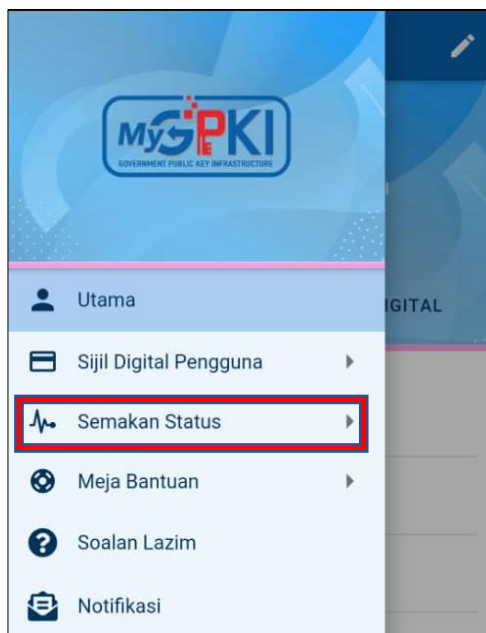 MyGPKI
GOVERNMENT PUBLIC KEY INFRASTRUCTURE
Utama
IGITAL
Sijil Digital Pengguna
Semakan Status
Meja Bantuan
Soalan Lazim
Notifikasi